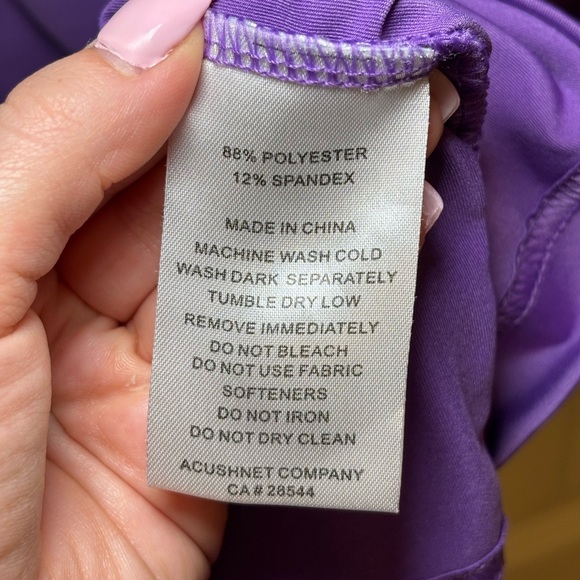 88% POLYESTER
12% SPANDEX
MADE IN CHINA
MACHINE WASH COLD
WASH DARK SEPARATELY
TUMBLE DRY LOW
REMOVE IMMEDIATELY
DO NOT BLEACH
DO NOT USE FABRIC
SOFTENERS
DO NOT IRON
DO NOT DRY CLEAN
ACUSHNET COMPANY
CA # 28544